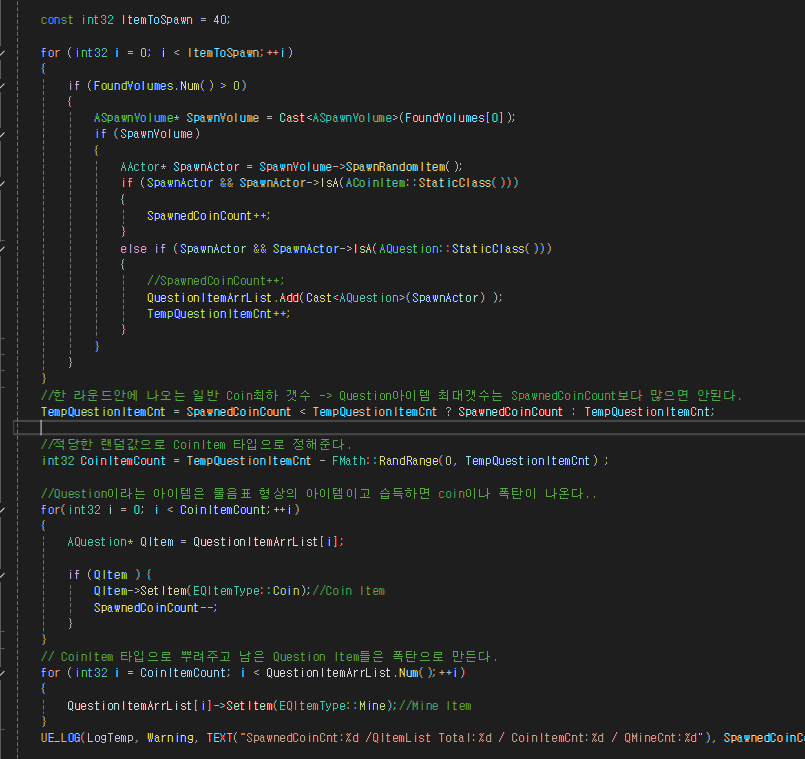 const int32 ItemToSpawn = 40;
for (int32 i = 0; i < ItemToSpawn;++i)
{
if (FoundVolumes.Num() > 0)
{
ASpawnVolume* SpawnVolume = Cast<ASpawnVolume>(FoundVolumes[0]);
if (SpawnVolume)
{
AActor* SpawnActor = SpawnVolume->SpawnRandomItem();
if (SpawnActor && SpawnActor->IsA(ACoinItem::StaticClass()))
{
SpawnedCoinCount++;
}
else if (SpawnActor && SpawnActor->IsA(AQuestion::StaticClass()))
{
//SpawnedCoinCount++;
QuestionItemArrList.Add(Cast<AQuestion>(SpawnActor) );
TempQuestionItemCnt++;
}
}
}
}
//한 라운드안에 나오는 일반 Coin최하 갯수 -> Question아이템 최대갯수는 SpawnedCoinCount보다 많으면 안된다.
TempQuestionItemCnt = SpawnedCoinCount < TempQuestionItemCnt ? SpawnedCoinCount : TempQuestionItemCnt;
//적당한 랜덤값으로 CoinItem 타입으로 정해준다.
int32 CoinItemCount = TempQuestionItemCnt - FMath::RandRange(0, TempQuestionItemCnt) ;
//Question이라는 아이템은 물음표 형상의 아이템이고 습득하면 coin이나 폭탄이 나온다..
for(int32 i = 0; i < CoinItemCount;++i)
{
AQuestion* QItem = QuestionItemArrList[i];
if (QItem ) {
QItem->SetItem(EQItemType::Coin);//Coin Item
SpawnedCoinCount--;
}
}
// CoinItem 타입으로 뿌려주고 남은 Question Item들은 폭탄으로 만든다.
for (int32 i = CoinItemCount; i < QuestionItemArrList.Num();++i)
{
QuestionItemArrList[i]->SetItem(EQItemType::Mine);//Mine Item
}
UE_LOG(LogTemp, Warning, TEXT("SpawnedCoinCnt:%d /QItemList Total:%d / CoinItemCnt:%d / QMineCnt:%d"), SpawnedCoinCo